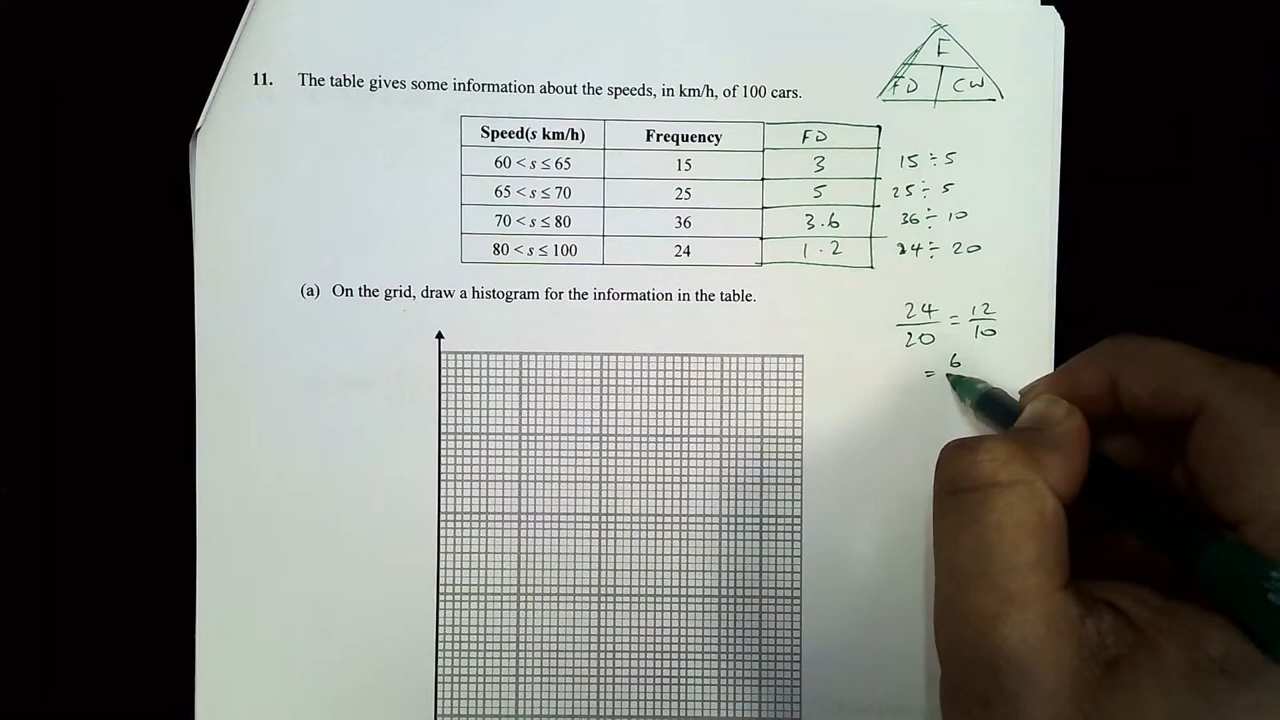 11. The table gives some information about the speeds, in km/h, of 100 cars.
F
FD CW
Speed(s km/h) Frequency FD
60 < s ≤ 65 15 3 15 ÷ 5
65 < s ≤ 70 25 5 25 ÷ 5
70 < s ≤ 80 36 3.6 36 ÷ 10
80 < s ≤ 100 24 1.2 24 ÷ 20
(a) On the grid, draw a histogram for the information in the table.
24/20 = 12/10
= 6